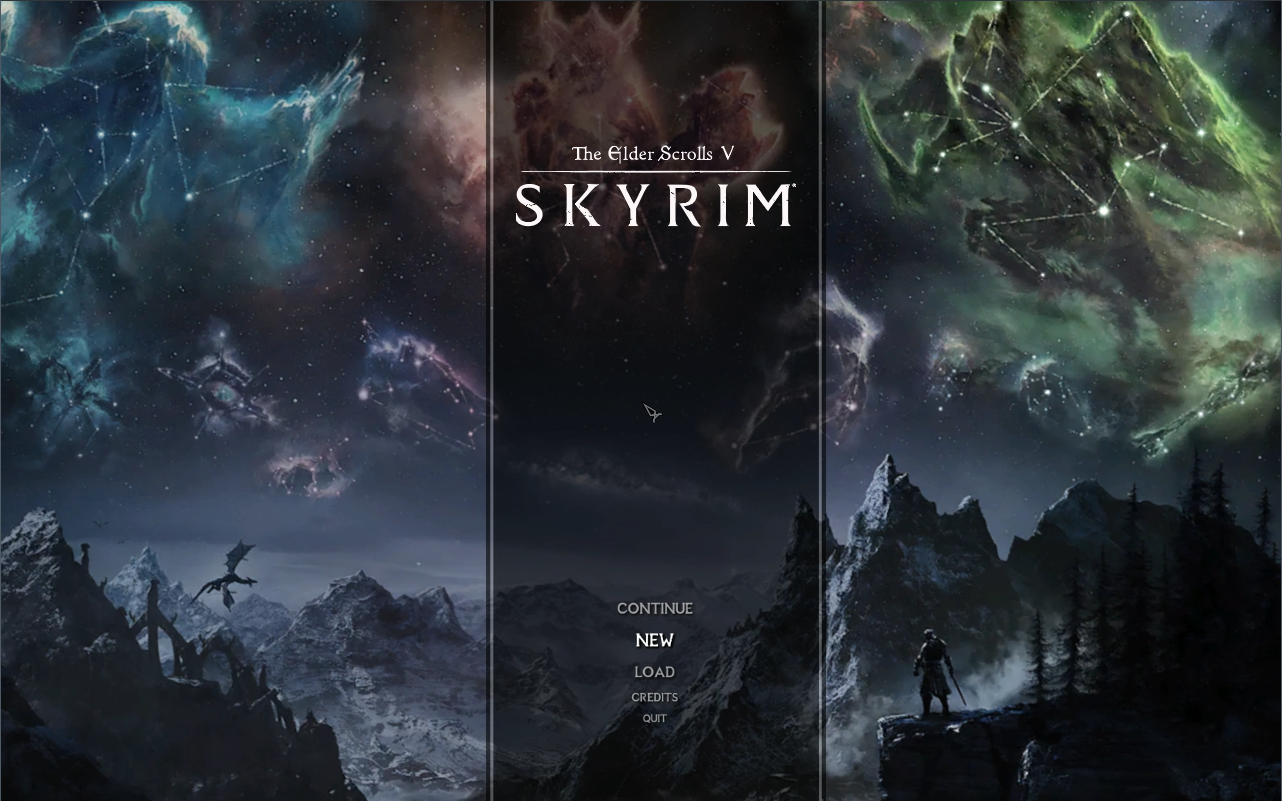 The Elder Scrolls V
SKYRIM
CONTINUE
NEW
LOAD
CREDITS
QUIT